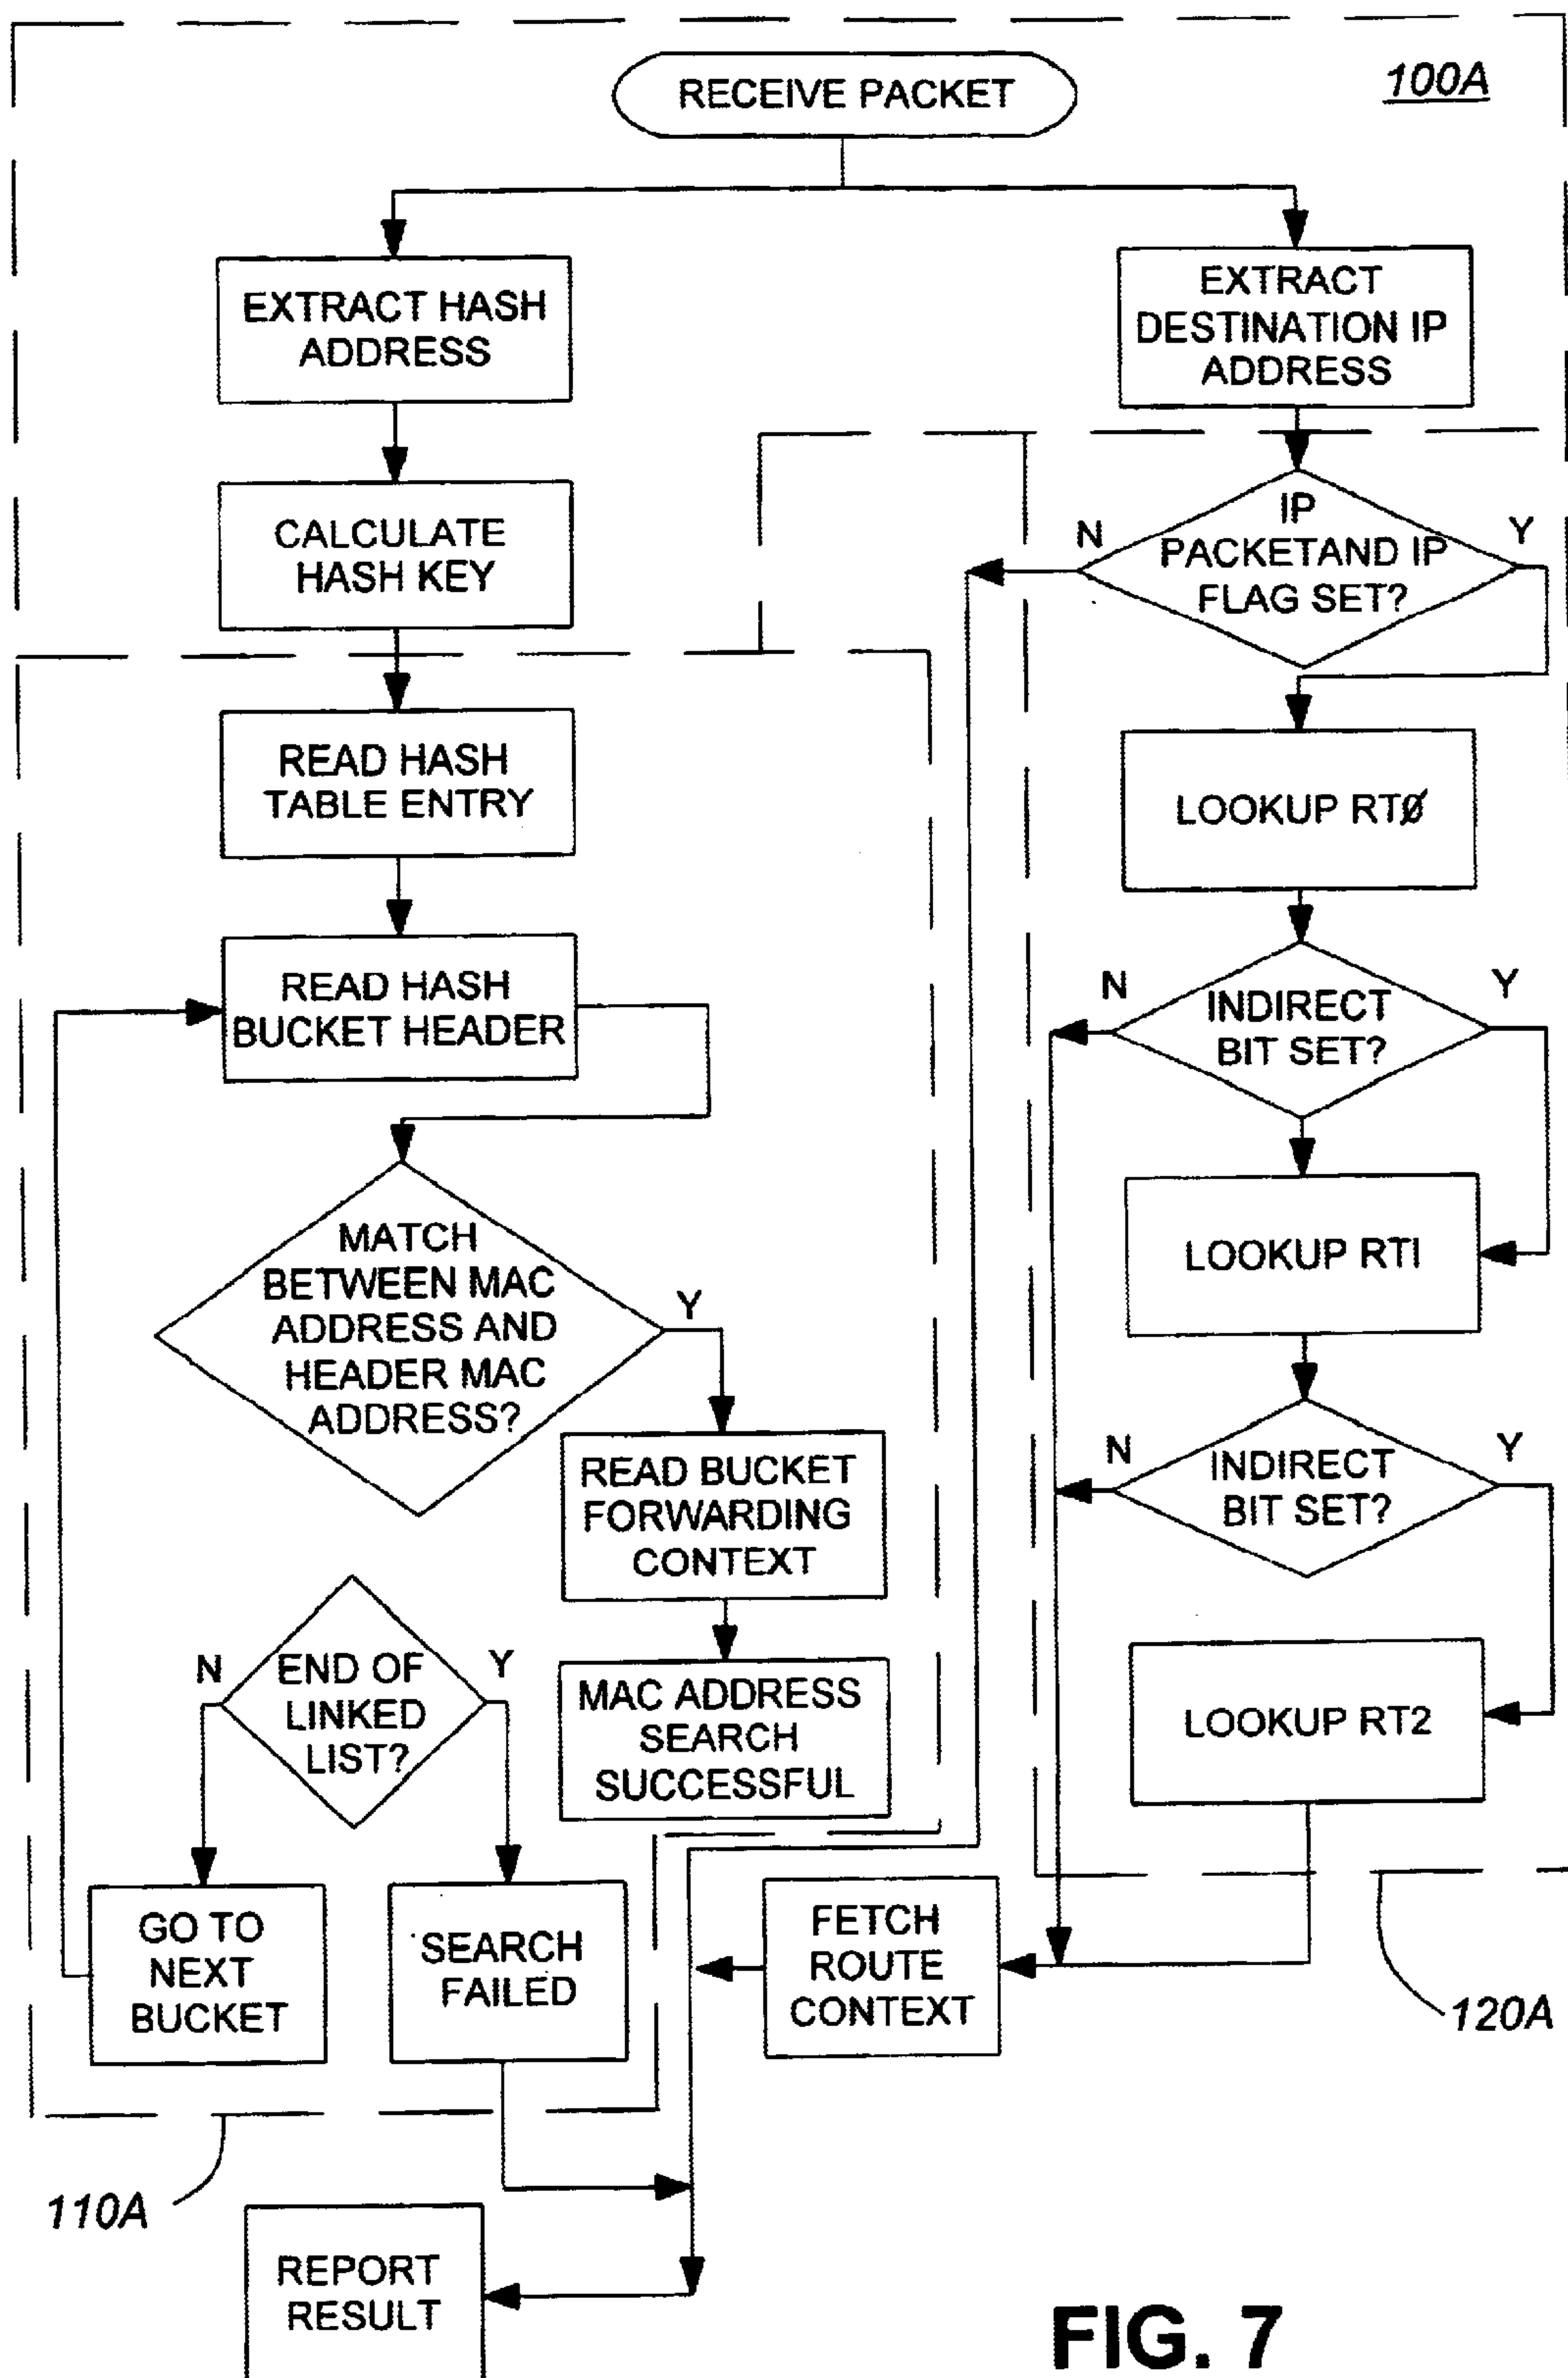 RECEIVE PACKET
100A
EXTRACT HASH
ADDRESS
EXTRACT
DESTINATION IP
ADDRESS
CALCULATE
HASH KEY
N
IP
PACKETAND IP
FLAG SET?
Y
READ HASH
TABLE ENTRY
LOOKUP RT0
READ HASH
BUCKET HEADER
N
INDIRECT
BIT SET?
Y
MATCH
BETWEEN MAC
ADDRESS AND
HEADER MAC
ADDRESS?
Y
LOOKUP RT1
READ BUCKET
FORWARDING
CONTEXT
N
INDIRECT
BIT SET?
Y
N
END OF
LINKED
LIST?
Y
MAC ADDRESS
SEARCH
SUCCESSFUL
LOOKUP RT2
GO TO
NEXT
BUCKET
SEARCH
FAILED
FETCH
ROUTE
CONTEXT
120A
110A
REPORT
RESULT
FIG. 7